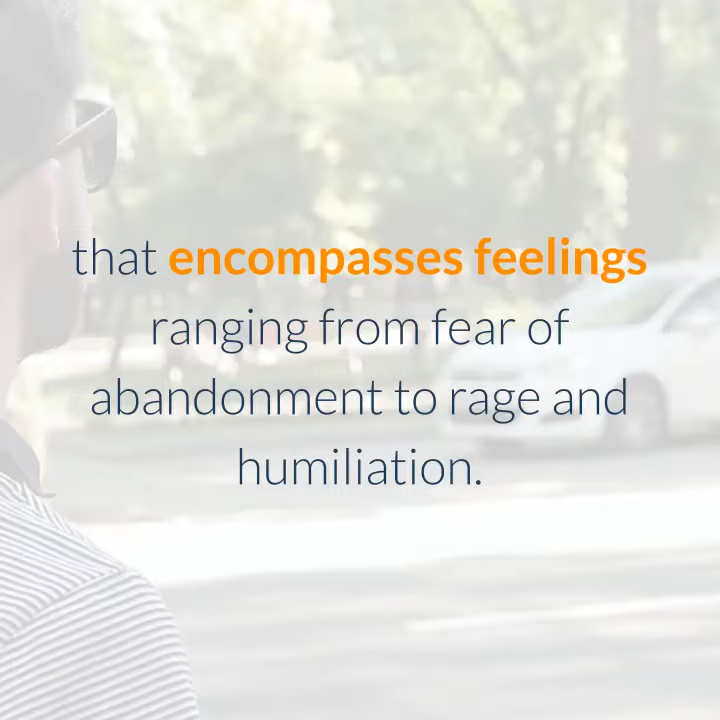 that encompasses feelings
ranging from fear of
abandonment to rage and
humiliation.